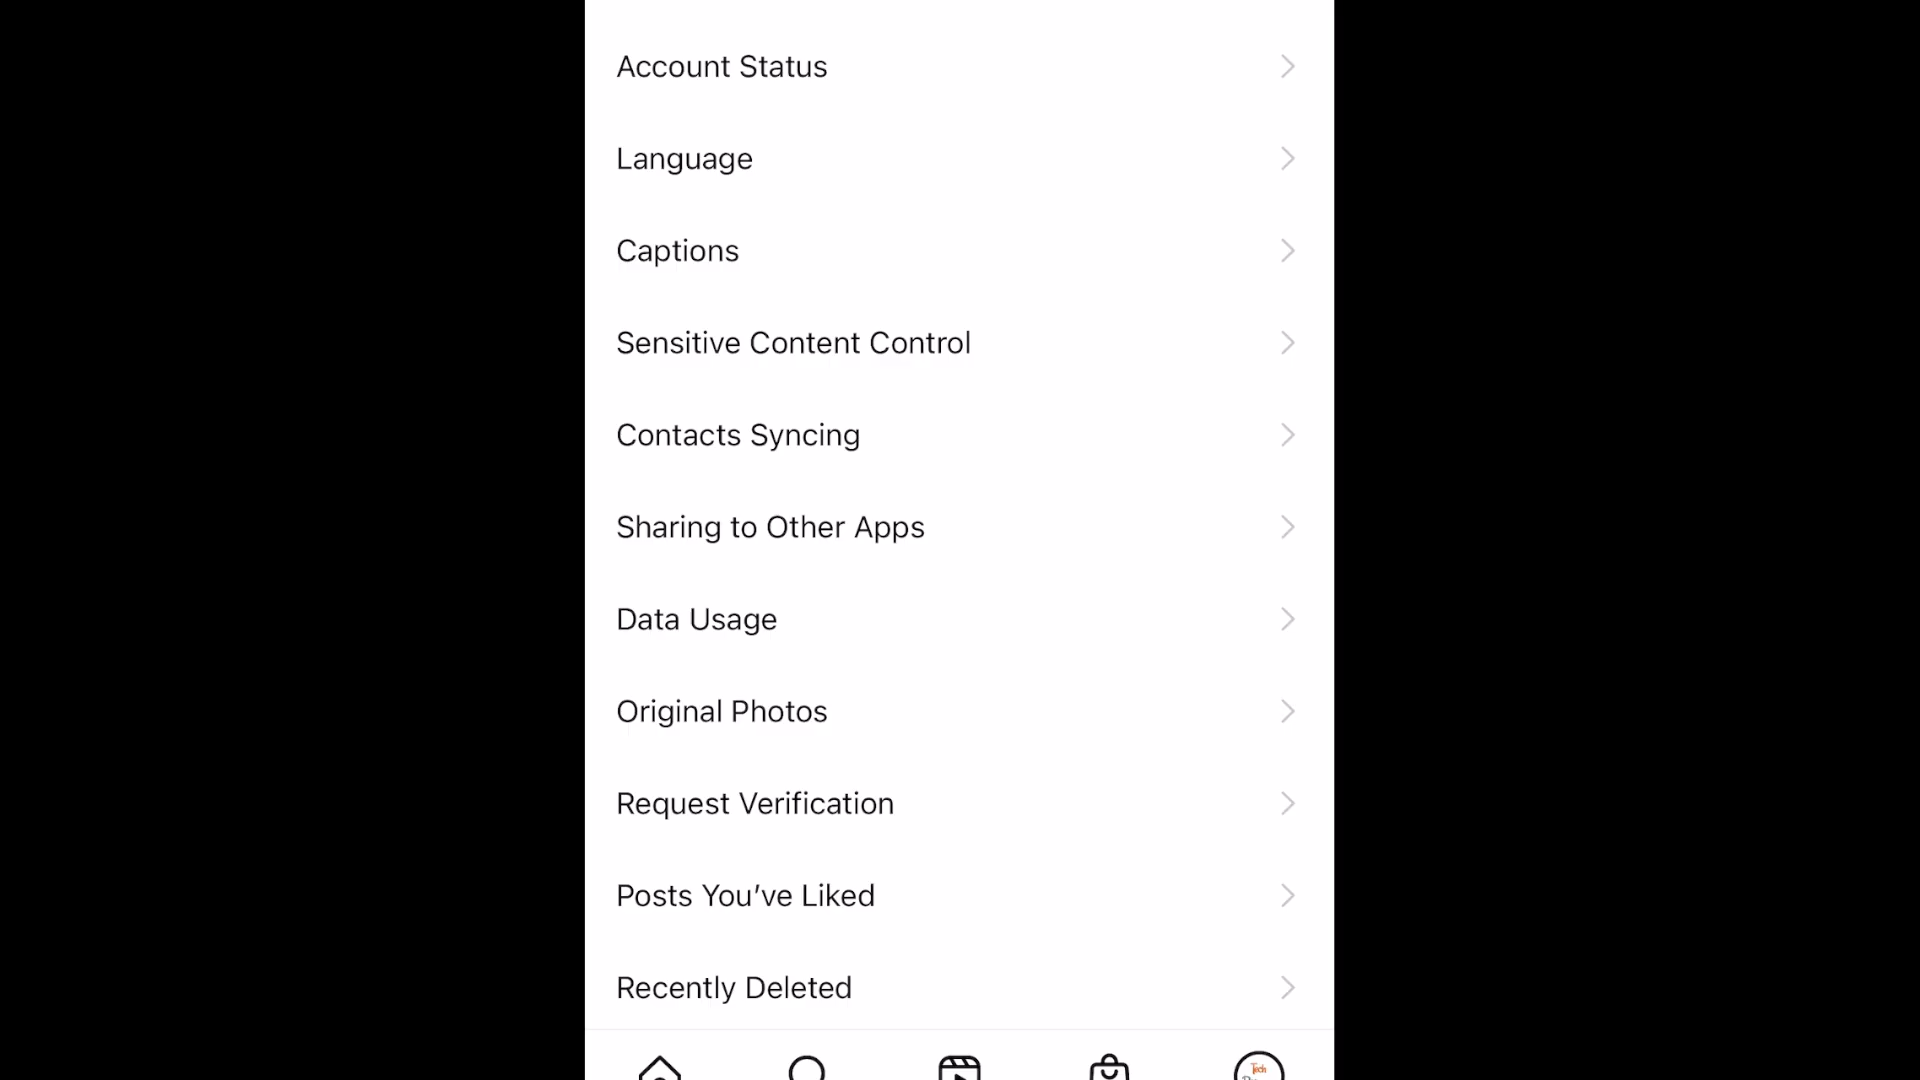 Account Status
Language
Captions
Sensitive Content Control
Contacts Syncing
Sharing to Other Apps
Data Usage
Original Photos
Request Verification
Posts You’ve Liked
Recently Deleted
Tech